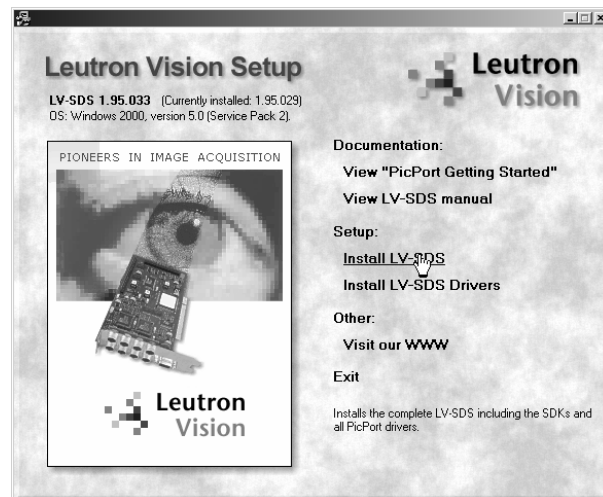 Leutron Vision Setup
LV-SDS 1.95.033 (Currently installed: 1.95.029)
OS: Windows 2000, version 5.0 (Service Pack 2).
Leutron
Vision
PIONEERS IN IMAGE ACQUISITION
Leutron
Vision
Documentation:
View "PicPort Getting Started"
View LV-SDS manual
Setup:
Install LV-SDS
Install LV-SDS Drivers
Other:
Visit our WWW
Exit
Installs the complete LV-SDS including the SDKs and
all PicPort drivers.